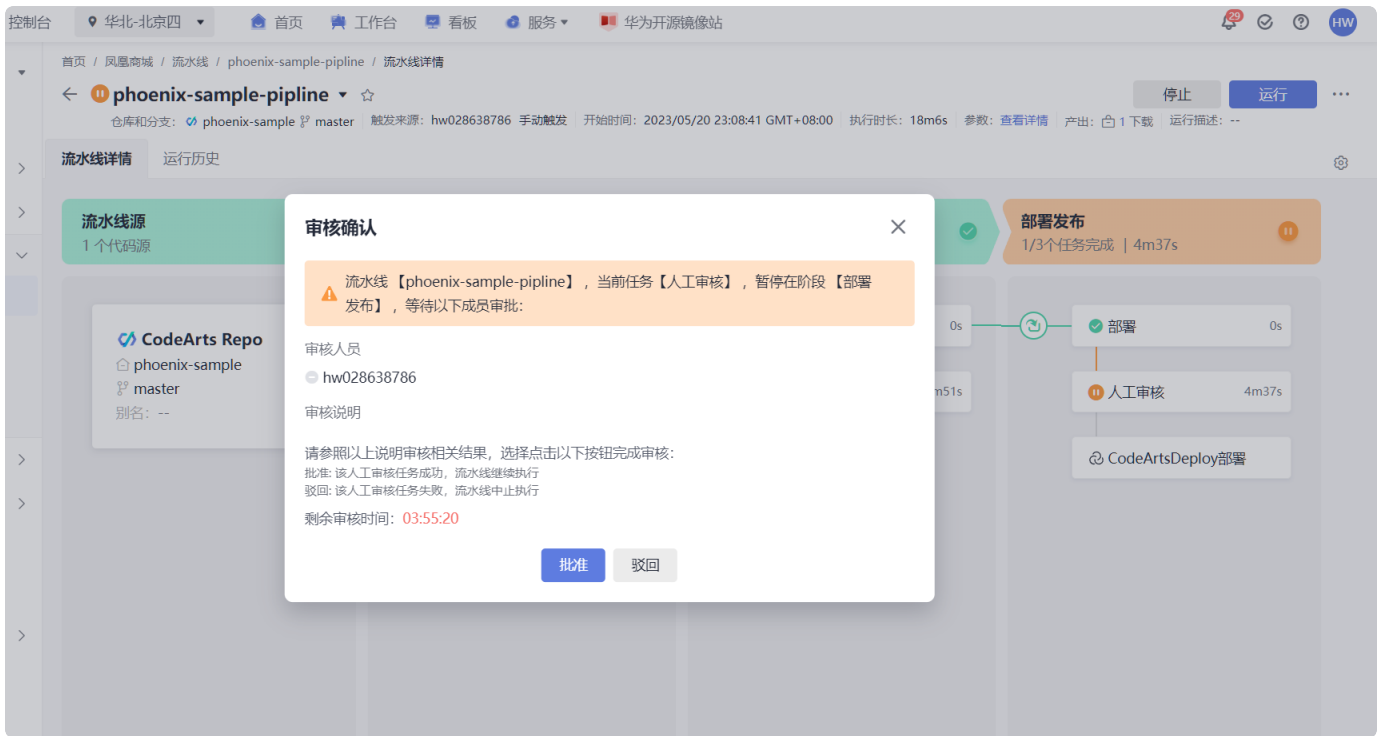 控制台 华北-北京四 首页 工作台 看板 服务 华为开源镜像站 29 HW
首页 / 凤凰商城 / 流水线 / phoenix-sample-pipline / 流水线详情
phoenix-sample-pipline 停止 运行 ···
仓库和分支： phoenix-sample master 触发来源：hw028638786 手动触发 开始时间：2023/05/20 23:08:41 GMT+08:00 执行时长：18m6s 参数：查看详情 产出： 1 下载 运行描述：--
流水线详情 运行历史
流水线源
1 个代码源
部署发布
1/3个任务完成 | 4m37s
CodeArts Repo
phoenix-sample
master
别名： --
审核确认
流水线 【phoenix-sample-pipline】，当前任务【人工审核】，暂停在阶段 【部署
发布】，等待以下成员审批：
审核人员
hw028638786
审核说明
请参照以上说明审核相关结果，选择点击以下按钮完成审核：
批准: 该人工审核任务成功，流水线继续执行
驳回: 该人工审核任务失败，流水线中止执行
剩余审核时间：03:55:20
批准 驳回
0s
m51s
部署 0s
人工审核 4m37s
CodeArtsDeploy部署